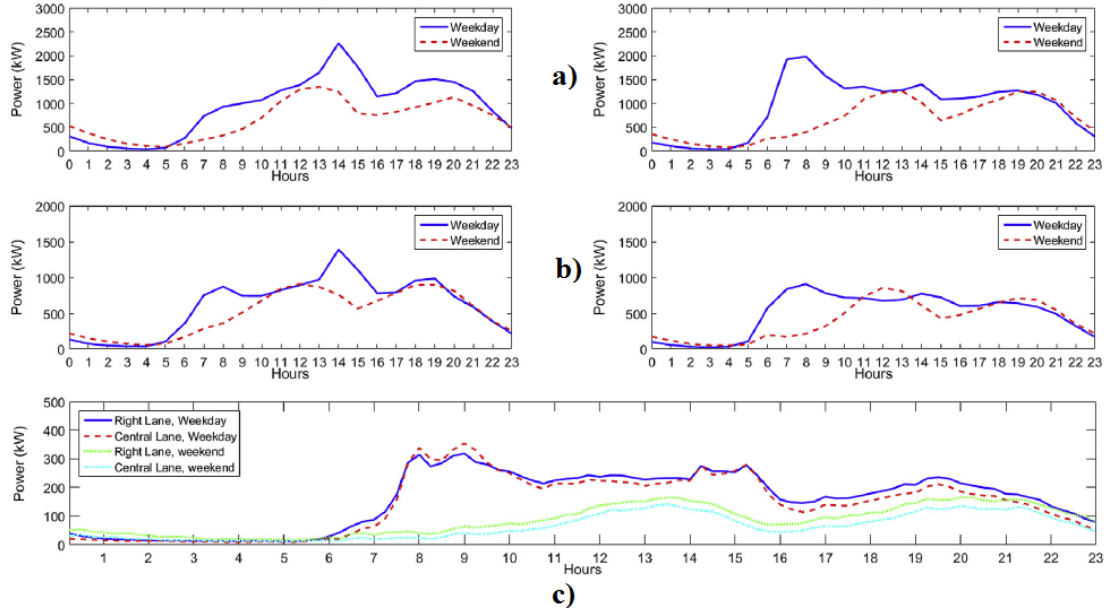 3000
2500
2000
1500
1000
500
0
Power (kW)
Weekday
Weekend
0 1 2 3 4 5 6 7 8 9 10 11 12 13 14 15 16 17 18 19 20 21 22 23
Hours
a)
3000
2500
2000
1500
1000
500
0
Power (kW)
Weekday
Weekend
0 1 2 3 4 5 6 7 8 9 10 11 12 13 14 15 16 17 18 19 20 21 22 23
Hours
2000
1500
1000
500
0
Power (kW)
Weekday
Weekend
0 1 2 3 4 5 6 7 8 9 10 11 12 13 14 15 16 17 18 19 20 21 22 23
Hours
b)
2000
1500
1000
500
0
Power (kW)
Weekday
Weekend
0 1 2 3 4 5 6 7 8 9 10 11 12 13 14 15 16 17 18 19 20 21 22 23
Hours
500
400
300
200
100
0
Power (kW)
Right Lane, Weekday
Central Lane, Weekday
Right Lane, weekend
Central Lane, weekend
1 2 3 4 5 6 7 8 9 10 11 12 13 14 15 16 17 18 19 20 21 22 23
Hours
c)